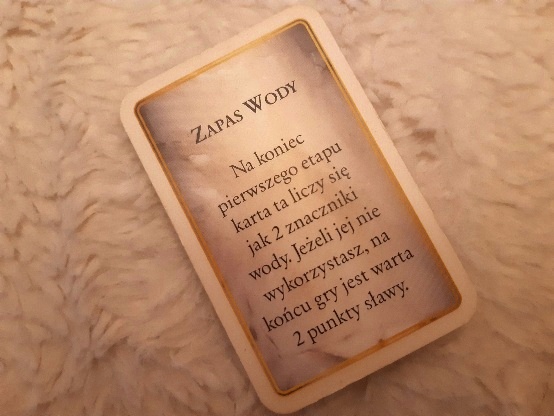 Zapas Wody
Na koniec
pierwszego etapu
karta ta liczy się
jak 2 znaczniki
wody. Jeżeli jej nie
wykorzystasz, na
końcu gry jest warta
2 punkty sławy.